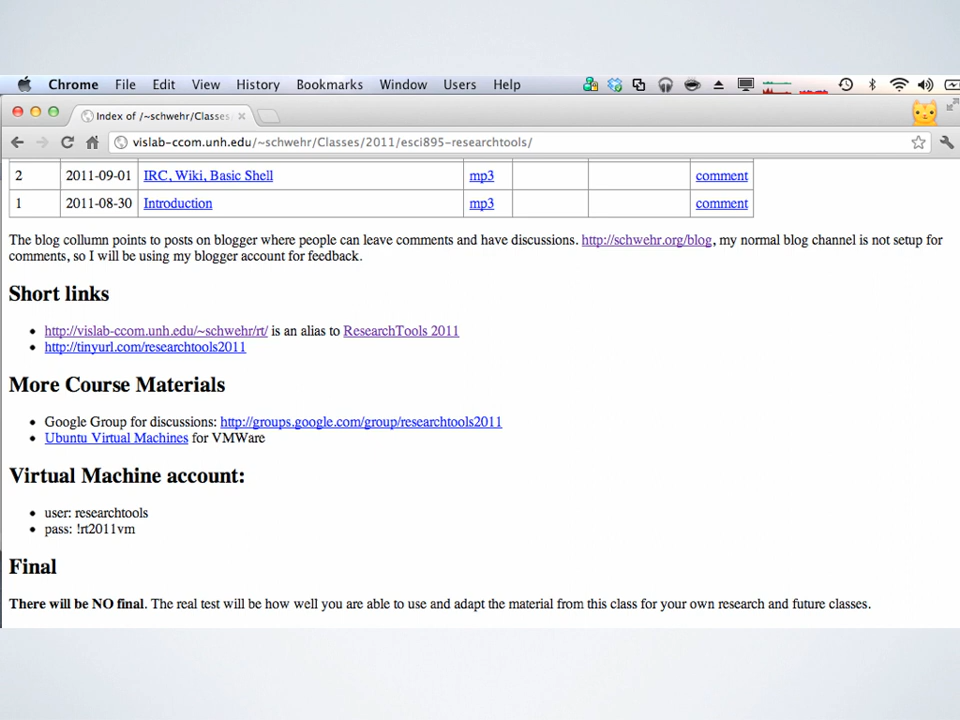 Chrome File Edit View History Bookmarks Window Users Help
Index of /~schwehr/Classes
vislab-ccom.unh.edu/~schwehr/Classes/2011/esci895-researchtools/
2 2011-09-01 IRC, Wiki, Basic Shell mp3 comment
1 2011-08-30 Introduction mp3 comment
The blog collumn points to posts on blogger where people can leave comments and have discussions. http://schwehr.org/blog, my normal blog channel is not setup for
comments, so I will be using my blogger account for feedback.
Short links
• http://vislab-ccom.unh.edu/~schwehr/rt/ is an alias to ResearchTools 2011
• http://tinyurl.com/researchtools2011
More Course Materials
• Google Group for discussions: http://groups.google.com/group/researchtools2011
• Ubuntu Virtual Machines for VMWare
Virtual Machine account:
• user: researchtools
• pass: !rt2011vm
Final
There will be NO final. The real test will be how well you are able to use and adapt the material from this class for your own research and future classes.